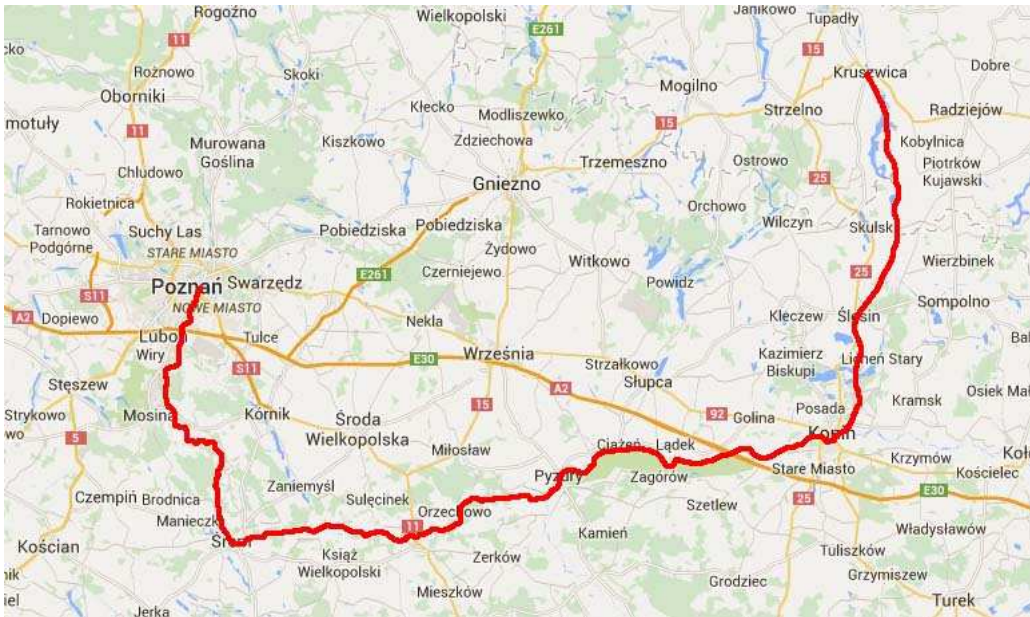 Rogoźno
Wielkopolski
E261
Janikowo
Tupadły
11
15
Rożnowo
Skoki
Kruszwica
Dobre
Oborniki
Kłecko
Mogilno
Strzelno
Radziejów
motuły
11
Murowana
Goślina
Kiszkowo
Modliszewko
Zdziechowa
15
Kobylnica
Chludowo
Trzemeszno
Ostrowo
Piotrków
Kujawski
25
Gniezno
Rokietnica
Orchowo
Pobiedziska
Pobiedziska
Wilczyn
Skulsk
Tarnowo
Podgórne
Suchy Las
STARE MIASTO
Żydowo
Witkowo
Wierzbinek
E261
Czerniejewo
25
Powidz
Poznań
Swarzędz
S11
NOWE MIASTO
Sompolno
A2
Dopiewo
Nekla
Kleczew
Ślesin
Luboń
Tulce
Wiry
E30
Września
Kazimierz
Biskupi
Licheń Stary
Strzałkowo
Słupca
S11
Stęszew
A2
Kramsk
Osiek Mał
Strykowo
Mosina
Kórnik
Środa
Wielkopolska
15
92
Golina
Posada
owo
5
Konin
Miłosław
Ciążeń
Lądek
Krzymów
Koło
Stare Miasto
Kościelec
Pyzdry
Zagórów
Zaniemyśl
Czempiń
Brodnica
Sulęcinek
E30
25
Szetlew
Orzechowo
Manieczki
11
Kamień
Władysławów
Kościan
Śrem
Książ
Wielkopolski
Żerków
Tuliszków
nik
Grodziec
Grzymiszew
Mieszków
iel
Jerka
Turek